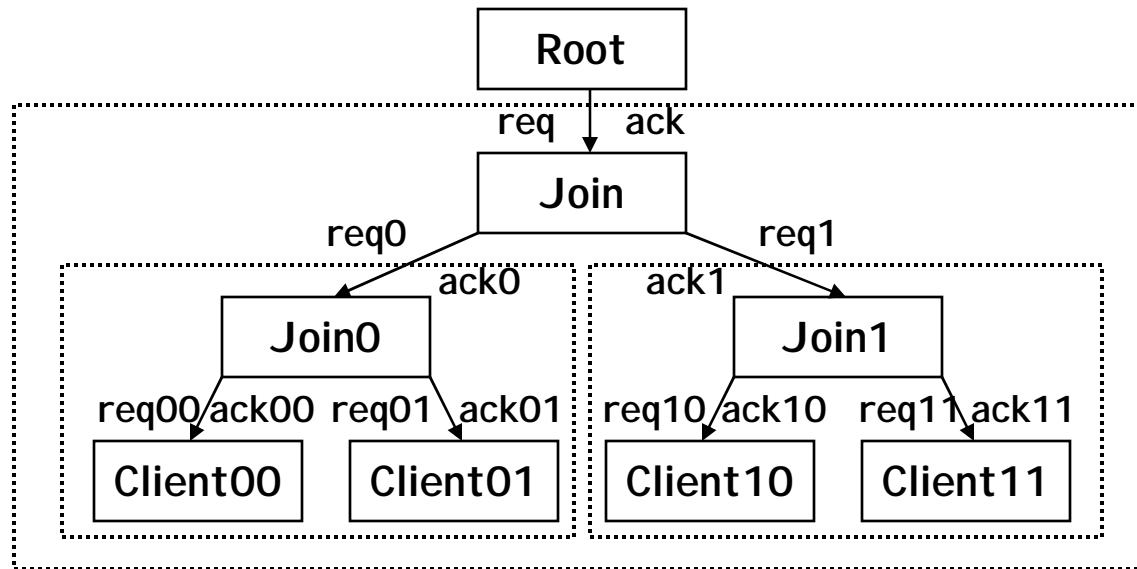 Root
req ack
Join
req0 req1
ack0 ack1
Join0 Join1
req00 ack00 req01 ack01 req10 ack10 req11 ack11
Client00 Client01 Client10 Client11